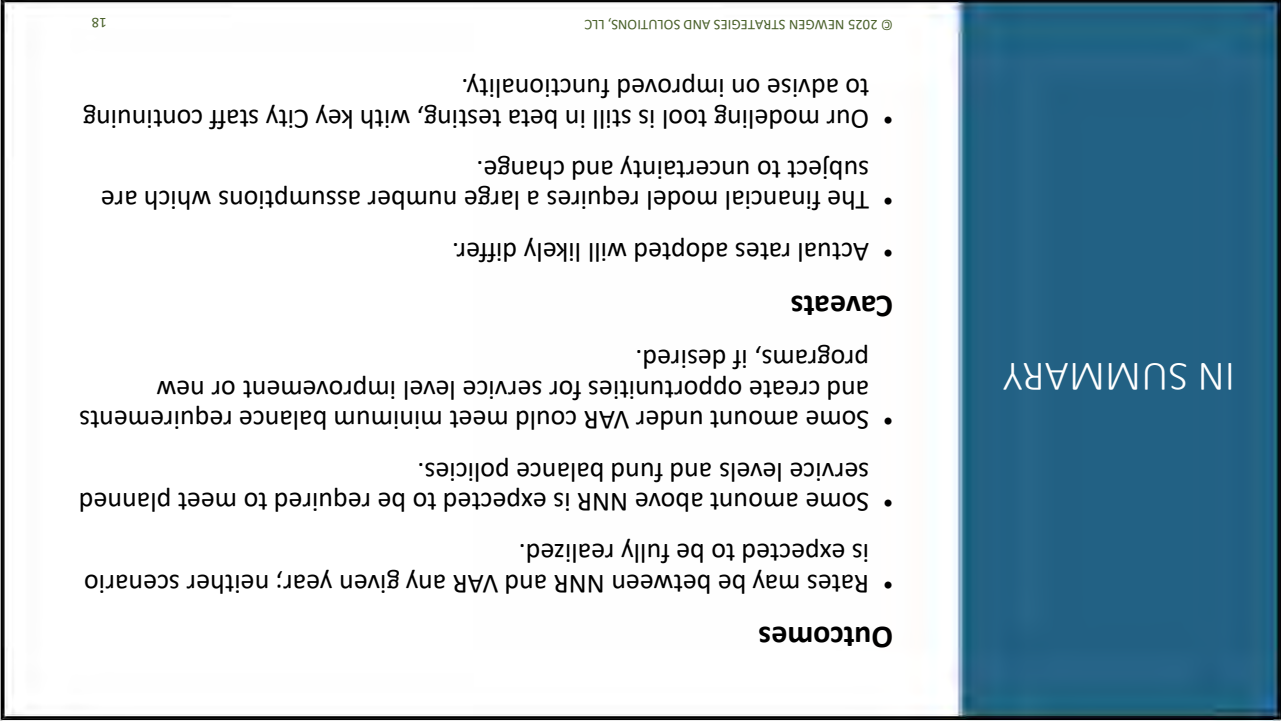 IN SUMMARY
Outcomes
• Rates may be between NNR and VAR any given year; neither scenario
is expected to be fully realized.
• Some amount above NNR is expected to be required to meet planned
service levels and fund balance policies.
• Some amount under VAR could meet minimum balance requirements
and create opportunities for service level improvement or new
programs, if desired.
Caveats
• Actual rates adopted will likely differ.
• The financial model requires a large number assumptions which are
subject to uncertainty and change.
• Our modeling tool is still in beta testing, with key City staff continuing
to advise on improved functionality.
© 2025 NEWGEN STRATEGIES AND SOLUTIONS, LLC
18